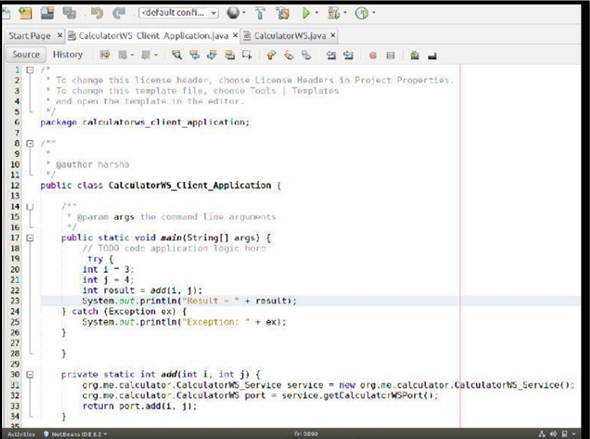 <default confi...
Start Page × CalculatorWS_Client_Application.java × CalculatorWS.java ×
Source History
1 /*
2 * To change this license header, choose License Headers in Project Properties.
3 * To change this template file, choose Tools | Templates
4 * and open the template in the editor.
5 */
6 package calculatorws_client_application;
7
8 /**
9 *
10 * @author harsha
11 */
12 public class CalculatorWS_Client_Application {
13
14 /**
15 * @param args the command line arguments
16 */
17 public static void main(String[] args) {
18 // TODO code application logic here
19 try {
20 int i = 3;
21 int j = 4;
22 int result = add(i, j);
23 System.out.println("Result = " + result);
24 } catch (Exception ex) {
25 System.out.println("Exception: " + ex);
26 }
27
28 }
29
30 private static int add(int i, int j) {
31 org.me.calculator.CalculatorWS_Service service = new org.me.calculator.CalculatorWS_Service();
32 org.me.calculator.CalculatorWS port = service.getCalculatorWSPort();
33 return port.add(i, j);
34 }
35
Activities NetBeans IDE 8.2 Fri